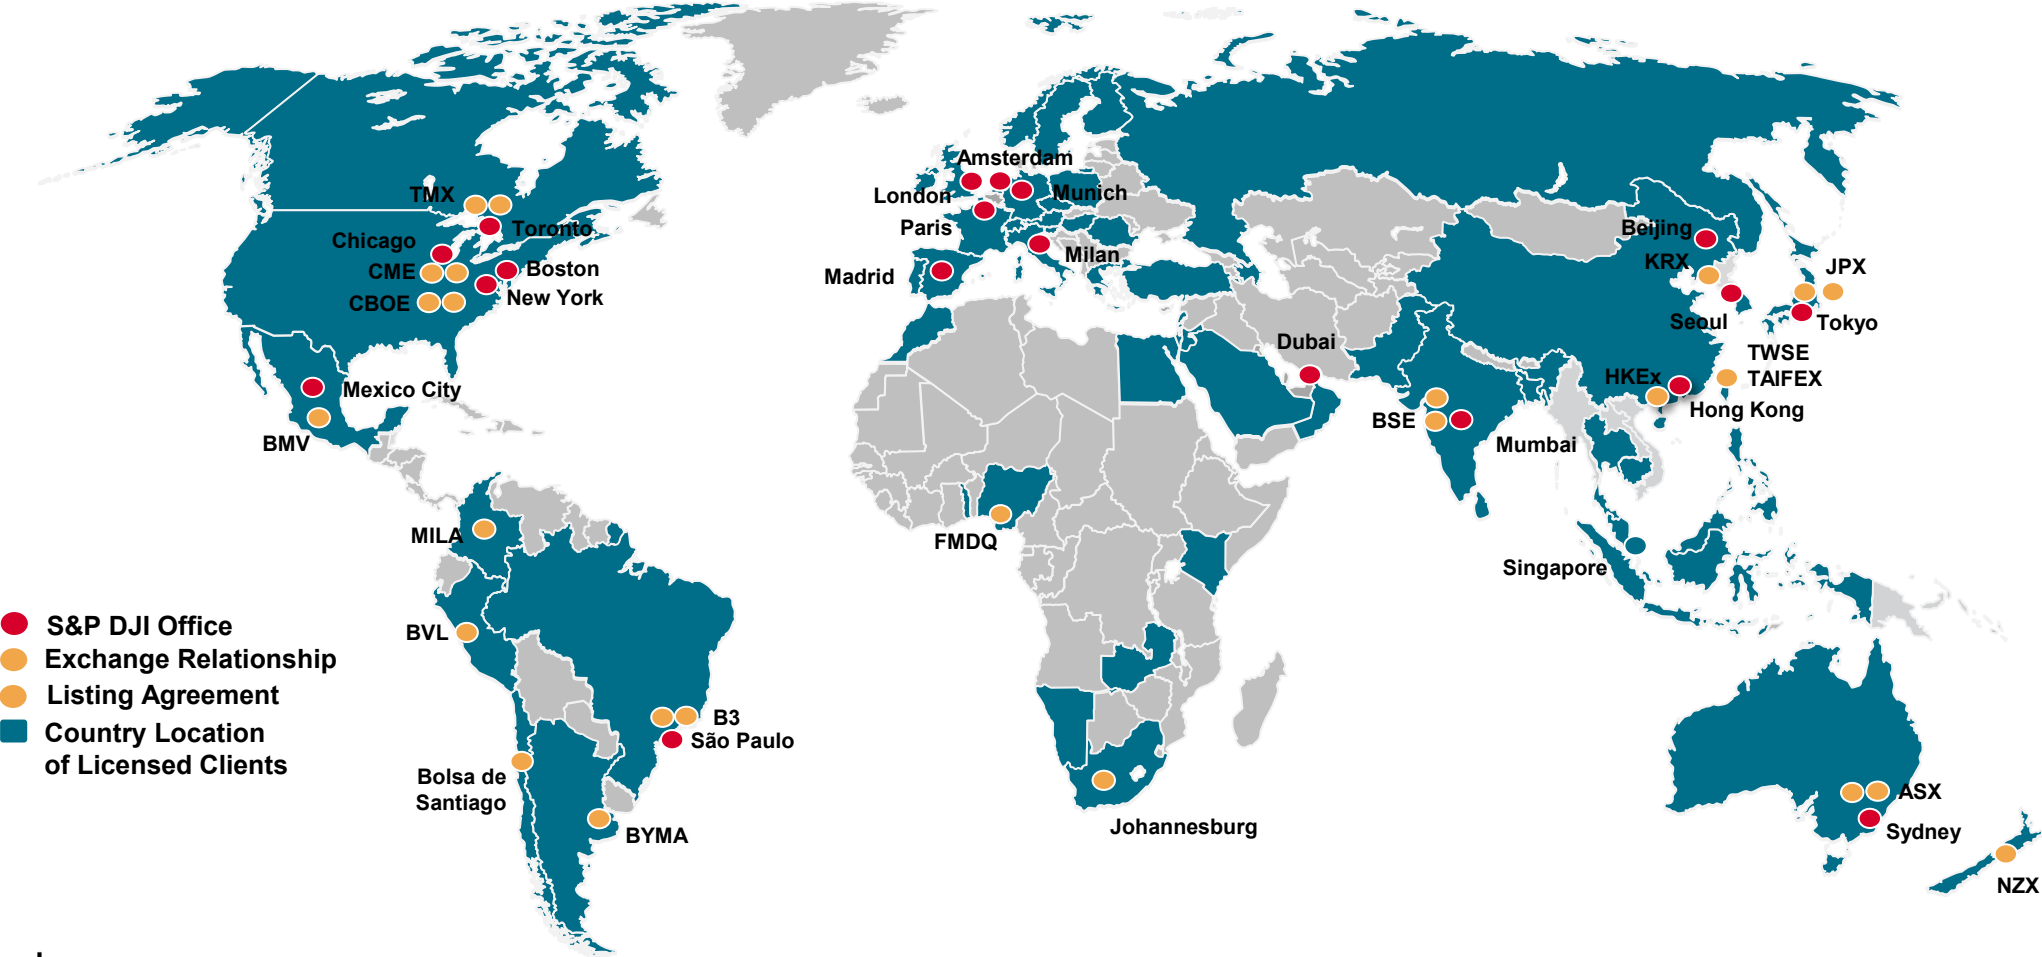 Amsterdam
London
Munich
Paris
Milan
Madrid
TMX
Toronto
Chicago
CME
Boston
CBOE
New York
Mexico City
BMV
Beijing
KRX
JPX
Seoul
Tokyo
Dubai
TWSE
HKEx
TAIFEX
Hong Kong
BSE
Mumbai
MILA
FMDQ
Singapore
BVL
S&P DJI Office
Exchange Relationship
Listing Agreement
Country Location
of Licensed Clients
B3
São Paulo
Bolsa de
Santiago
BYMA
Johannesburg
ASX
Sydney
NZX